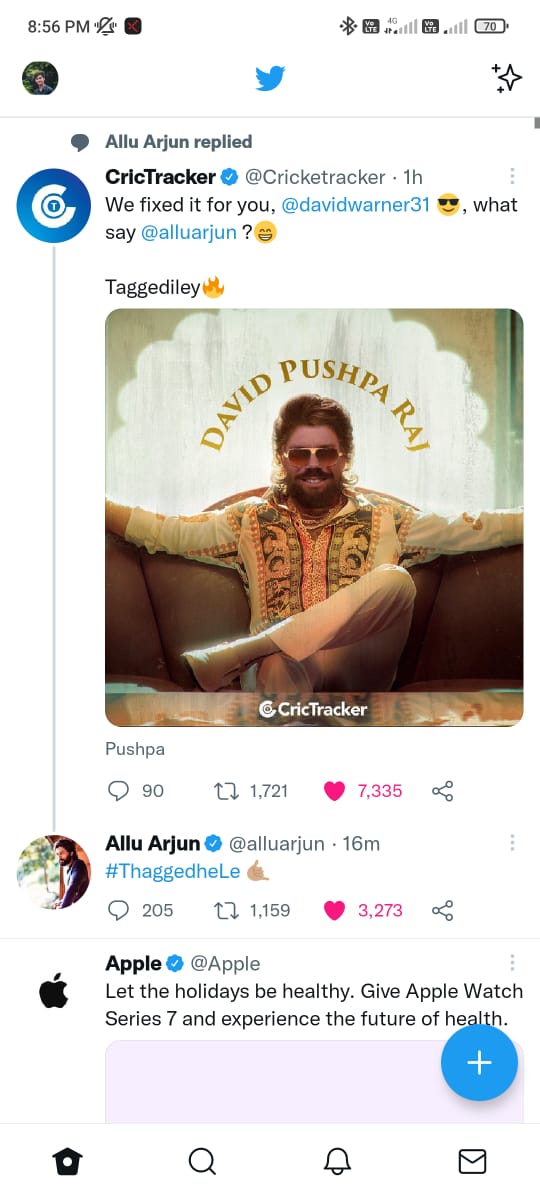 8:56 PM
Vo LTE 4G Vo LTE 70
Allu Arjun replied
CricTracker @Cricketracker · 1h
We fixed it for you, @davidwarner31 😎, what
say @alluarjun ?😁
Taggediley🔥
DAVID PUSHPA RAJ
CricTracker
Pushpa
90 1,721 7,335
Allu Arjun @alluarjun · 16m
#ThaggedheLe 🤙🏼
205 1,159 3,273
Apple @Apple
Let the holidays be healthy. Give Apple Watch
Series 7 and experience the future of health.